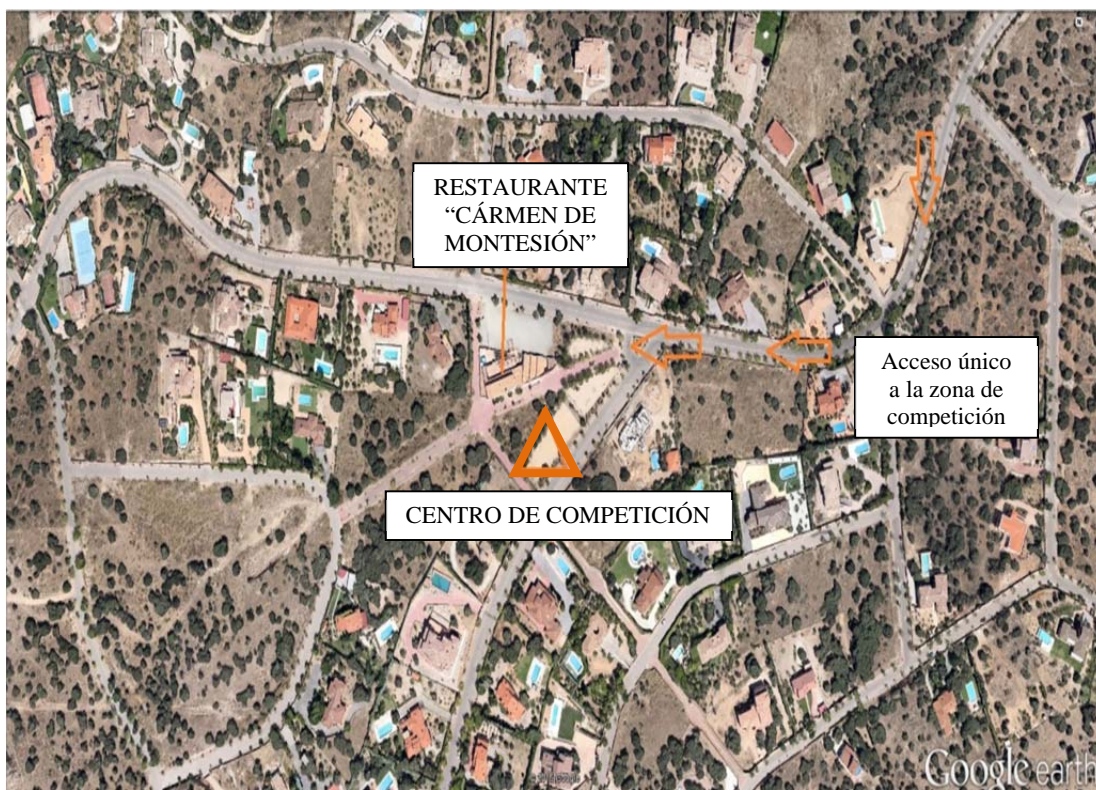 RESTAURANTE
“CÁRMEN DE
MONTESIÓN”
Acceso único
a la zona de
competición
CENTRO DE COMPETICIÓN
Google earth